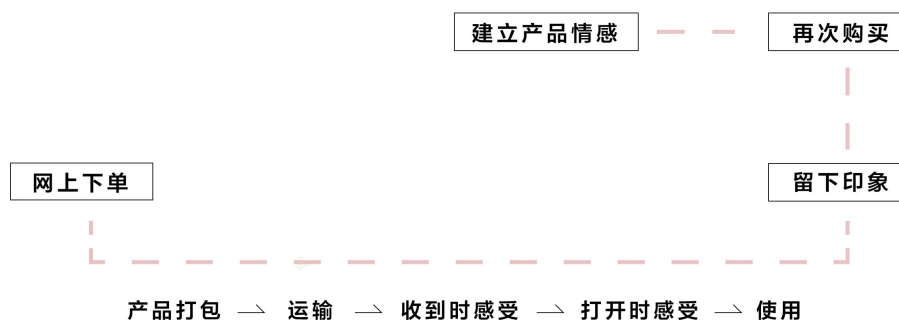 建立产品情感
再次购买
网上下单
留下印象
产品打包 → 运输 → 收到时感受 → 打开时感受 → 使用